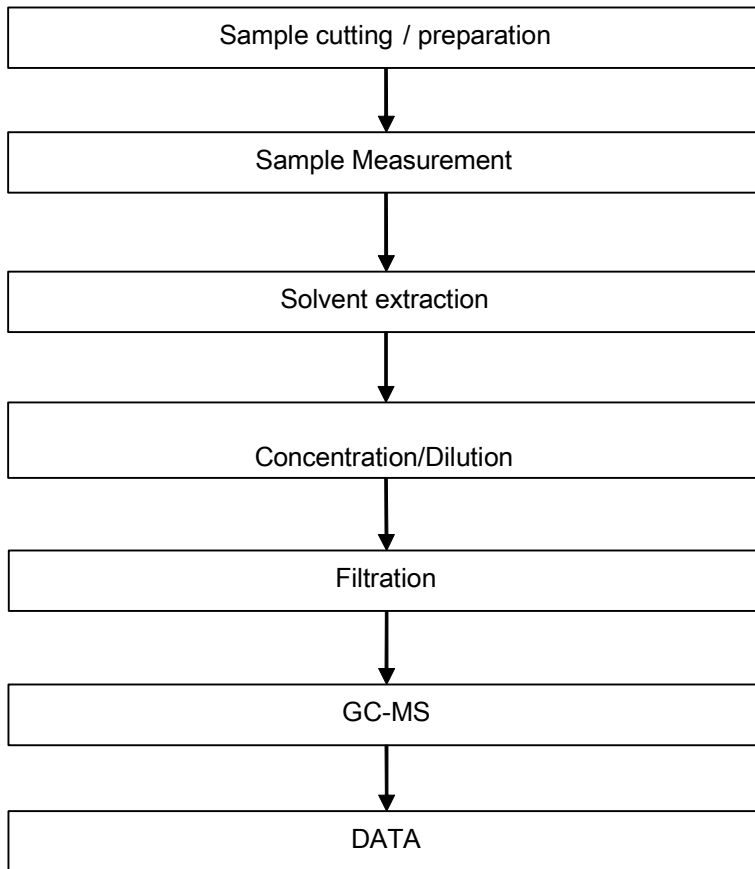 Sample cutting / preparation
Sample Measurement
Solvent extraction
Concentration/Dilution
Filtration
GC-MS
DATA